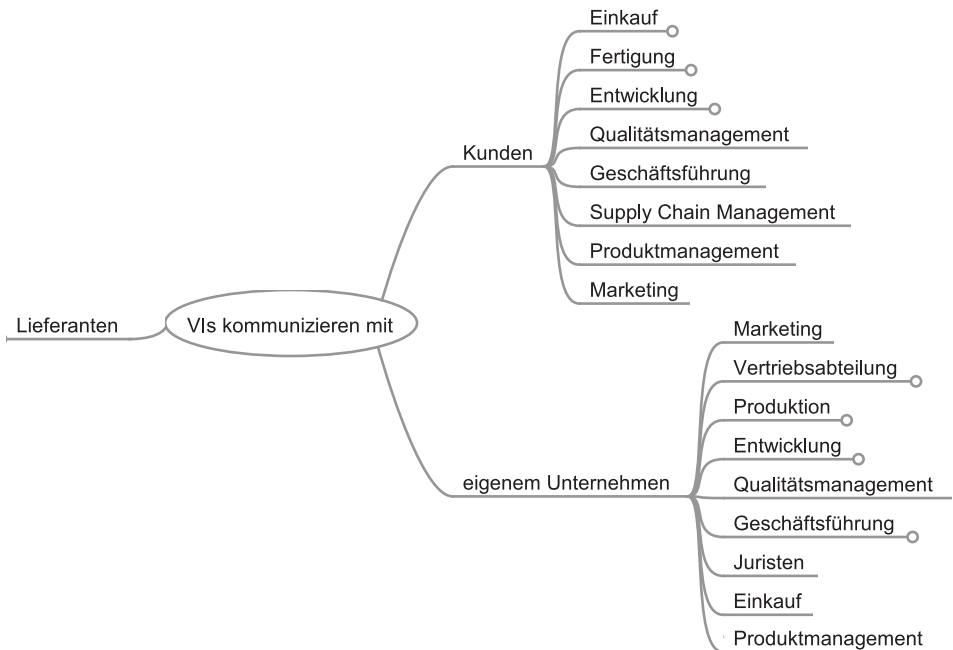 Einkauf
Fertigung
Entwicklung
Qualitätsmanagement
Kunden
Geschäftsführung
Supply Chain Management
Produktmanagement
Marketing
Lieferanten
VIs kommunizieren mit
Marketing
Vertriebsabteilung
Produktion
Entwicklung
eigenem Unternehmen
Qualitätsmanagement
Geschäftsführung
Juristen
Einkauf
Produktmanagement